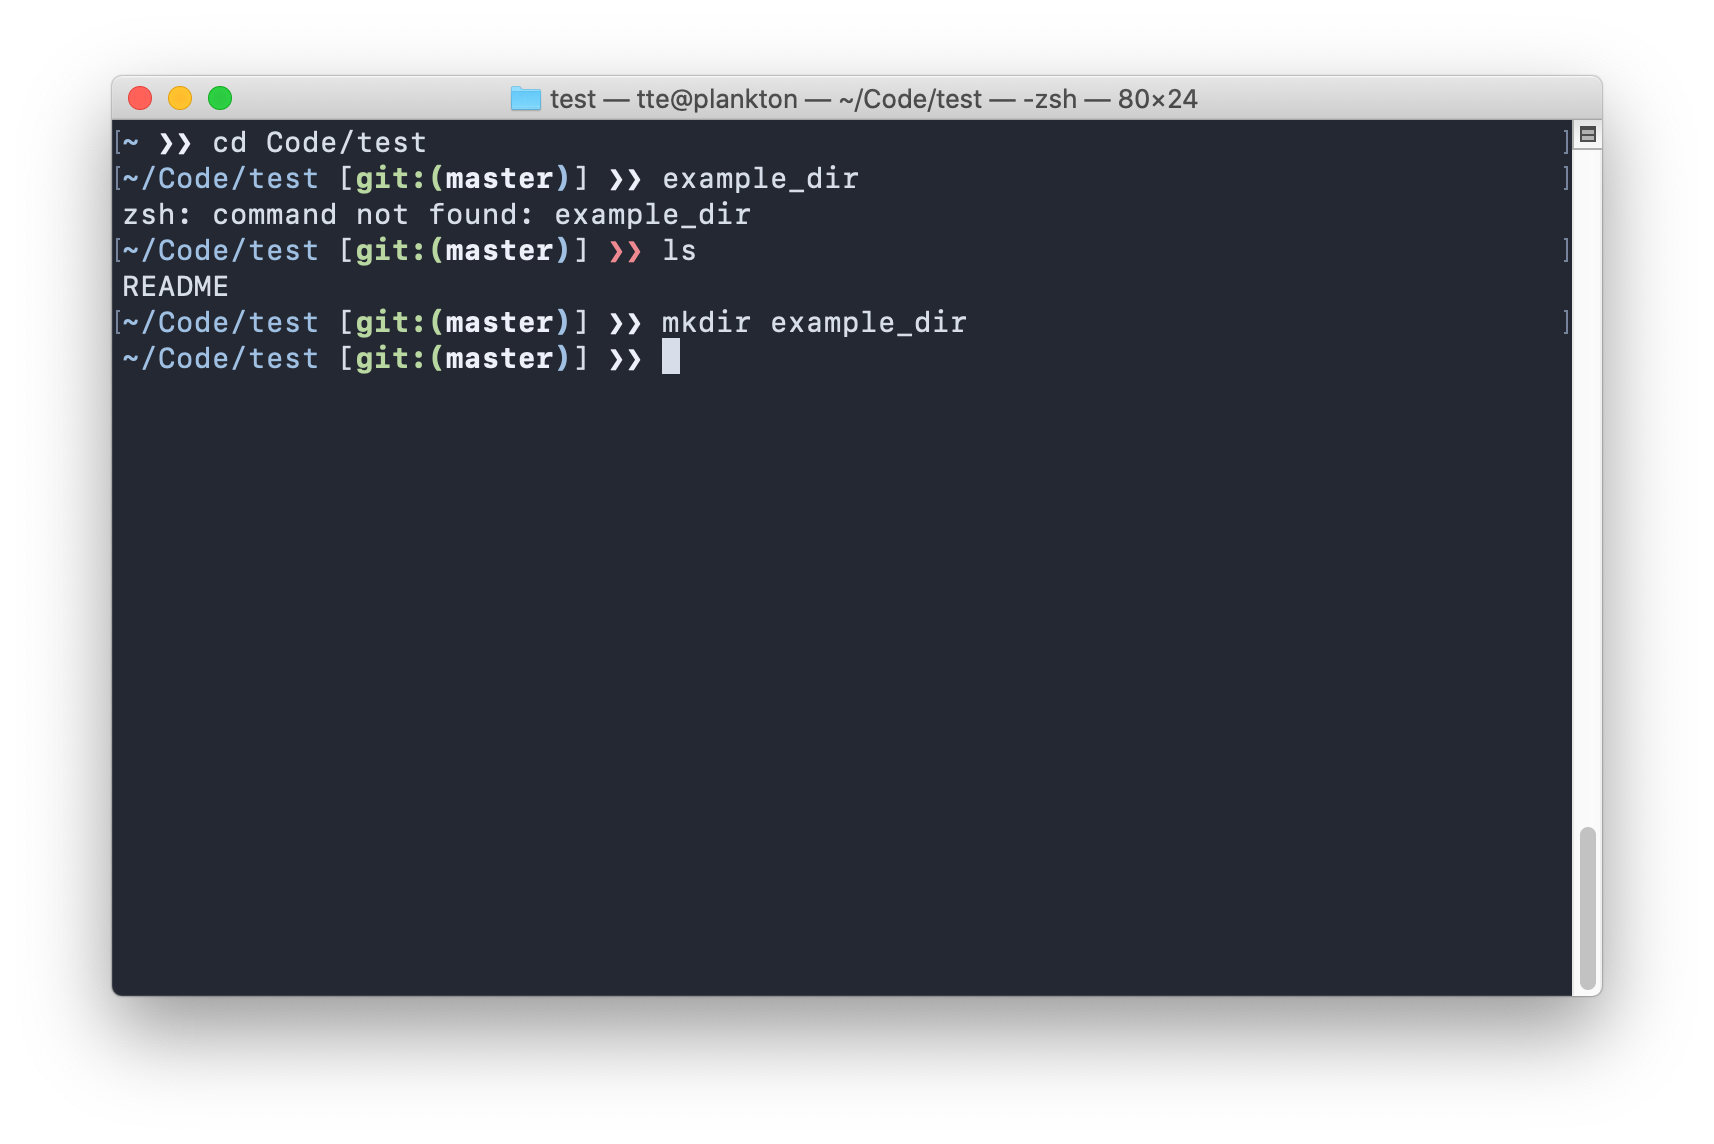 test — tte@plankton — ~/Code/test — -zsh — 80×24
[~ ❯❯ cd Code/test ]
[~/Code/test [git:(master)] ❯❯ example_dir ]
zsh: command not found: example_dir
[~/Code/test [git:(master)] ❯❯ ls ]
README
[~/Code/test [git:(master)] ❯❯ mkdir example_dir ]
~/Code/test [git:(master)] ❯❯